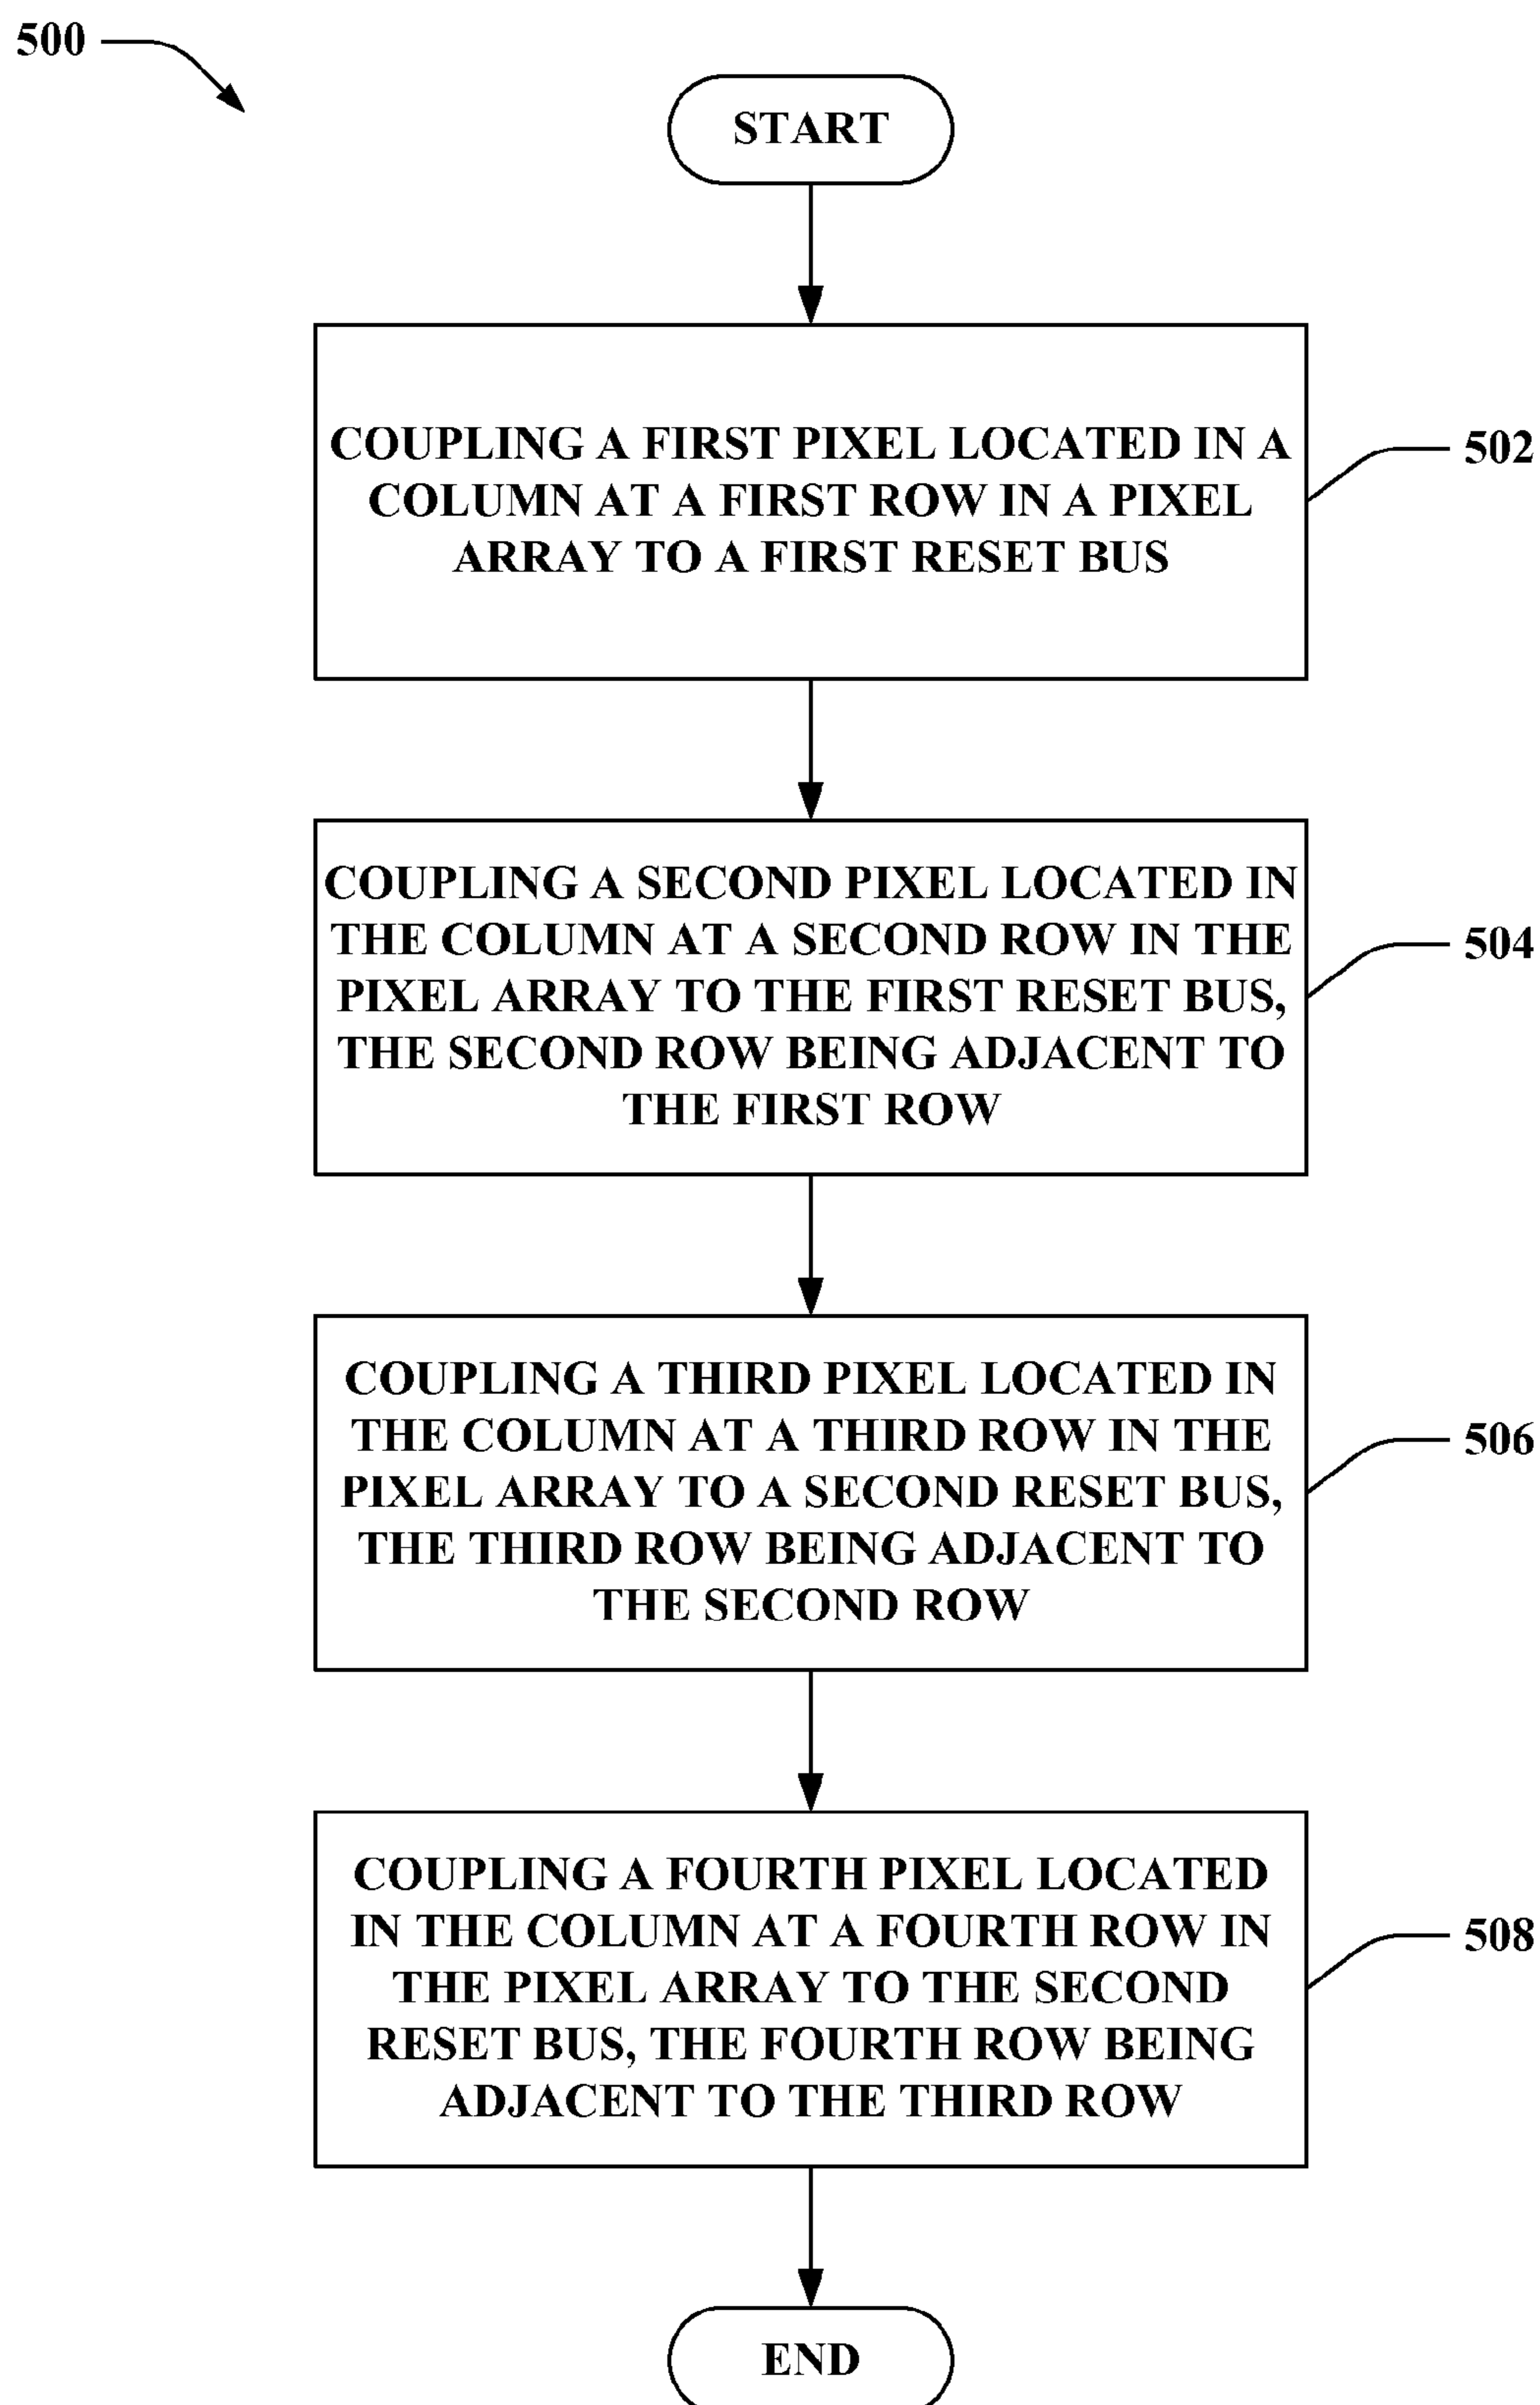 500
START
COUPLING A FIRST PIXEL LOCATED IN A
COLUMN AT A FIRST ROW IN A PIXEL
ARRAY TO A FIRST RESET BUS
502
COUPLING A SECOND PIXEL LOCATED IN
THE COLUMN AT A SECOND ROW IN THE
PIXEL ARRAY TO THE FIRST RESET BUS,
THE SECOND ROW BEING ADJACENT TO
THE FIRST ROW
504
COUPLING A THIRD PIXEL LOCATED IN
THE COLUMN AT A THIRD ROW IN THE
PIXEL ARRAY TO A SECOND RESET BUS,
THE THIRD ROW BEING ADJACENT TO
THE SECOND ROW
506
COUPLING A FOURTH PIXEL LOCATED
IN THE COLUMN AT A FOURTH ROW IN
THE PIXEL ARRAY TO THE SECOND
RESET BUS, THE FOURTH ROW BEING
ADJACENT TO THE THIRD ROW
508
END